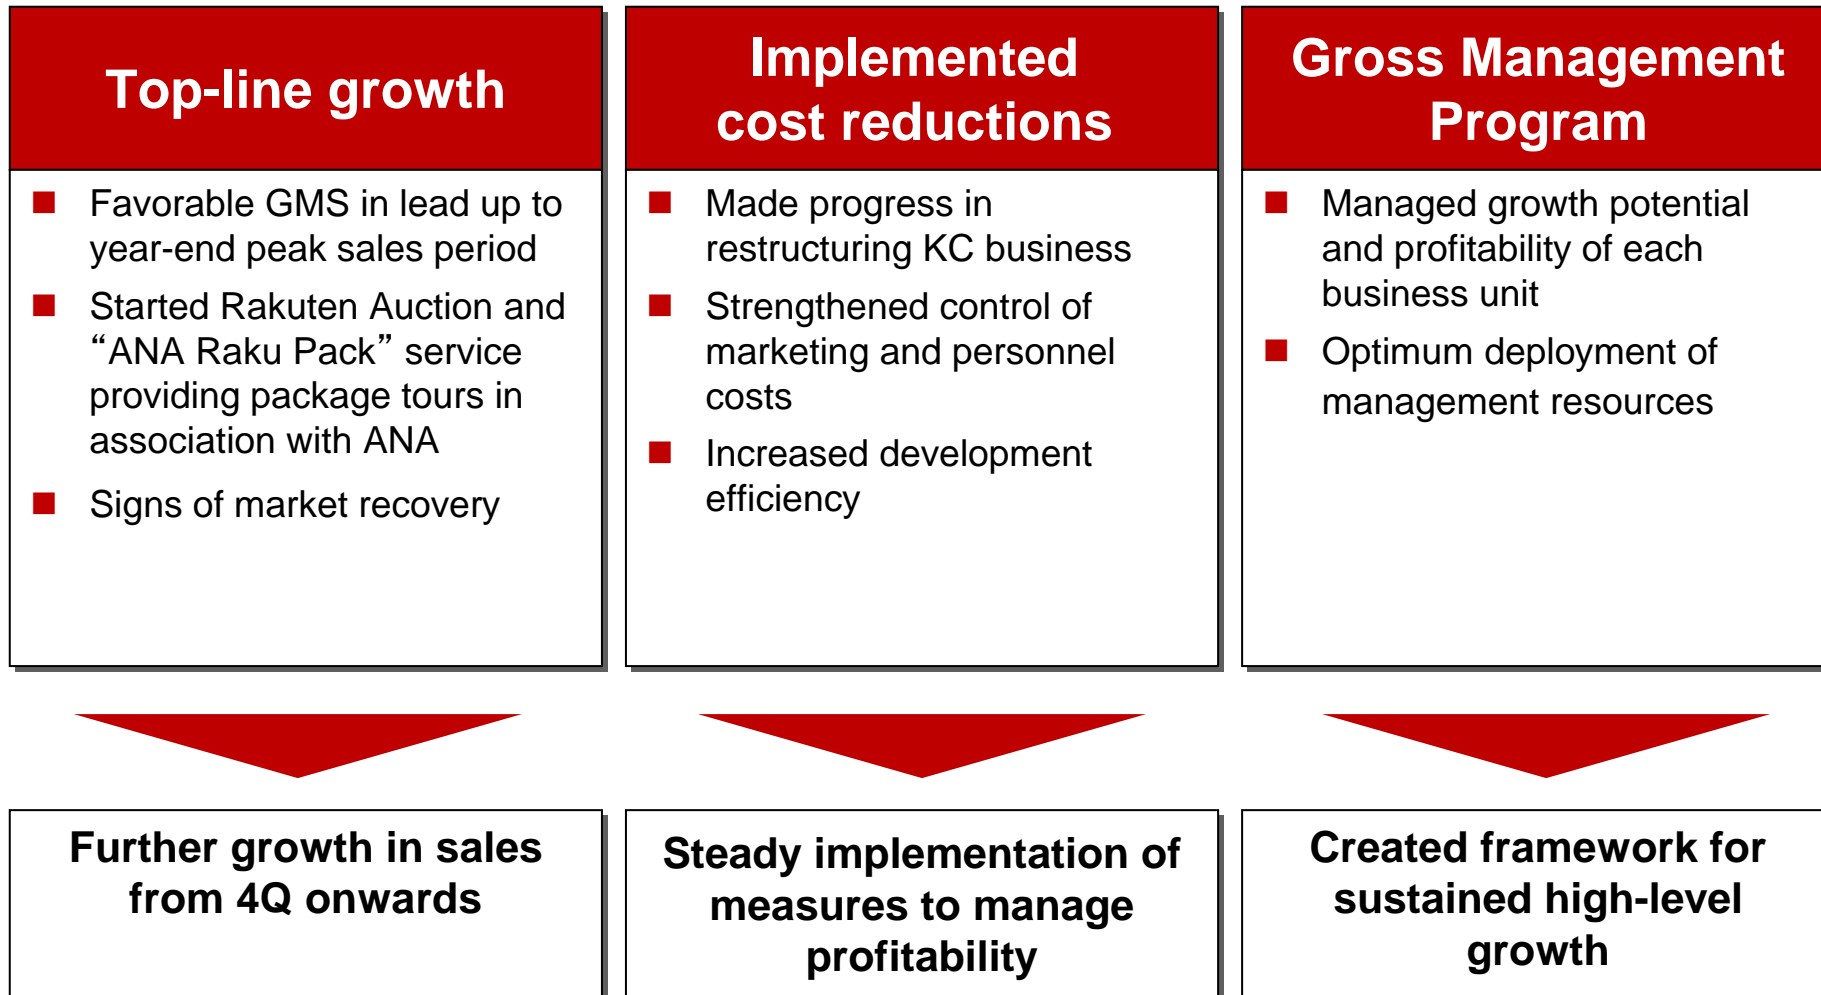 Top-line growth
Favorable GMS in lead up to
year-end peak sales period
Started Rakuten Auction and
“ANA Raku Pack” service
providing package tours in
association with ANA
Signs of market recovery
Further growth in sales
from 4Q onwards
Implemented
cost reductions
Made progress in
restructuring KC business
Strengthened control of
marketing and personnel
costs
Increased development
efficiency
Steady implementation of
measures to manage
profitability
Gross Management
Program
Managed growth potential
and profitability of each
business unit
Optimum deployment of
management resources
Created framework for
sustained high-level
growth